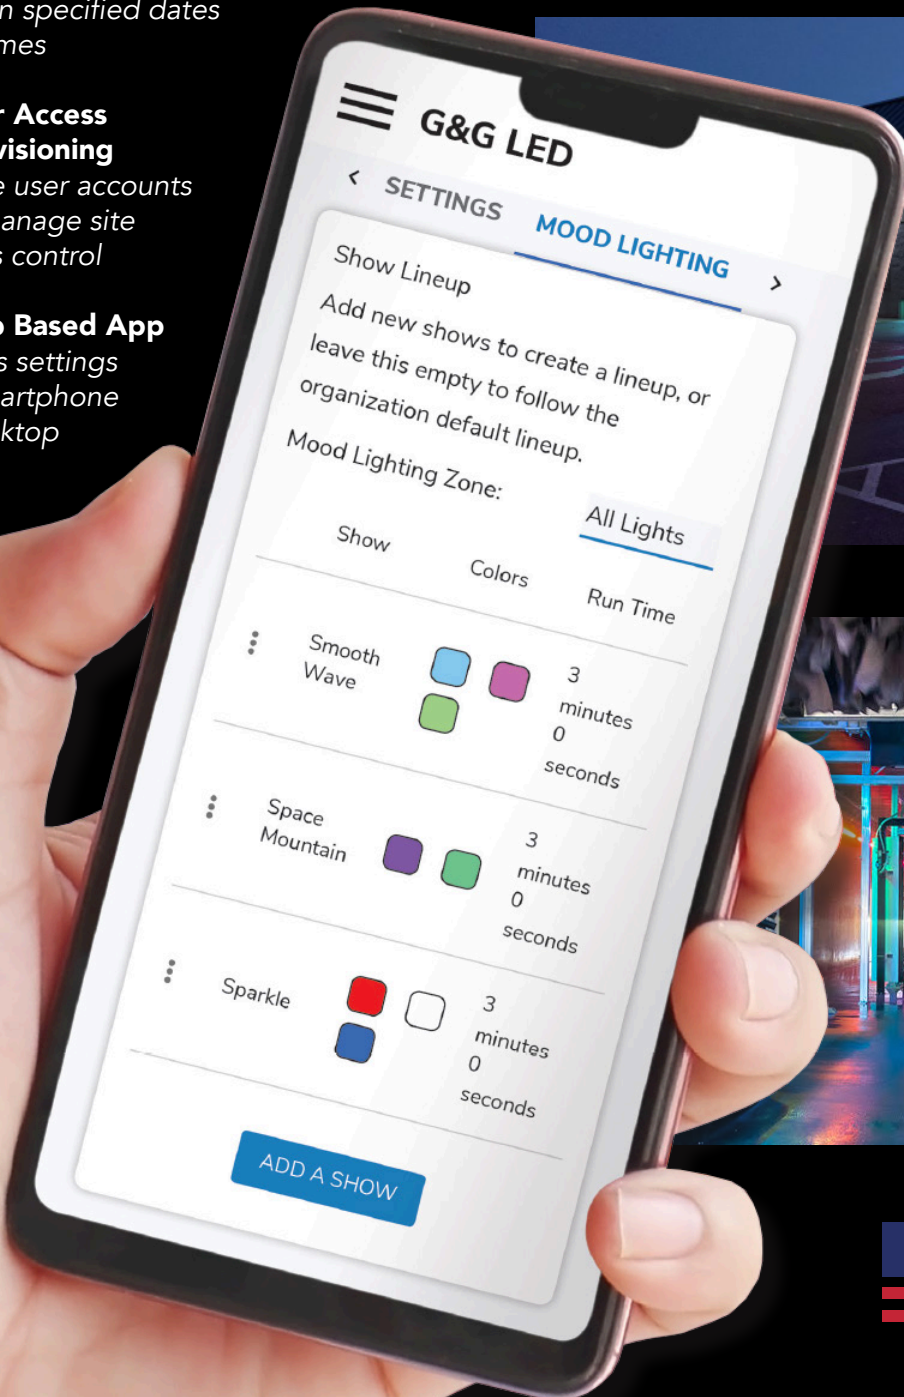 n specified dates
mes
r Access
visioning
e user accounts
anage site
s control
o Based App
s settings
artphone
ktop
G&G LED
< SETTINGS MOOD LIGHTING >
Show Lineup
Add new shows to create a lineup, or
leave this empty to follow the
organization default lineup.
Mood Lighting Zone:
All Lights
Show Colors Run Time
Smooth
Wave
3
minutes
0
seconds
Space
Mountain
3
minutes
0
seconds
Sparkle
3
minutes
0
seconds
ADD A SHOW